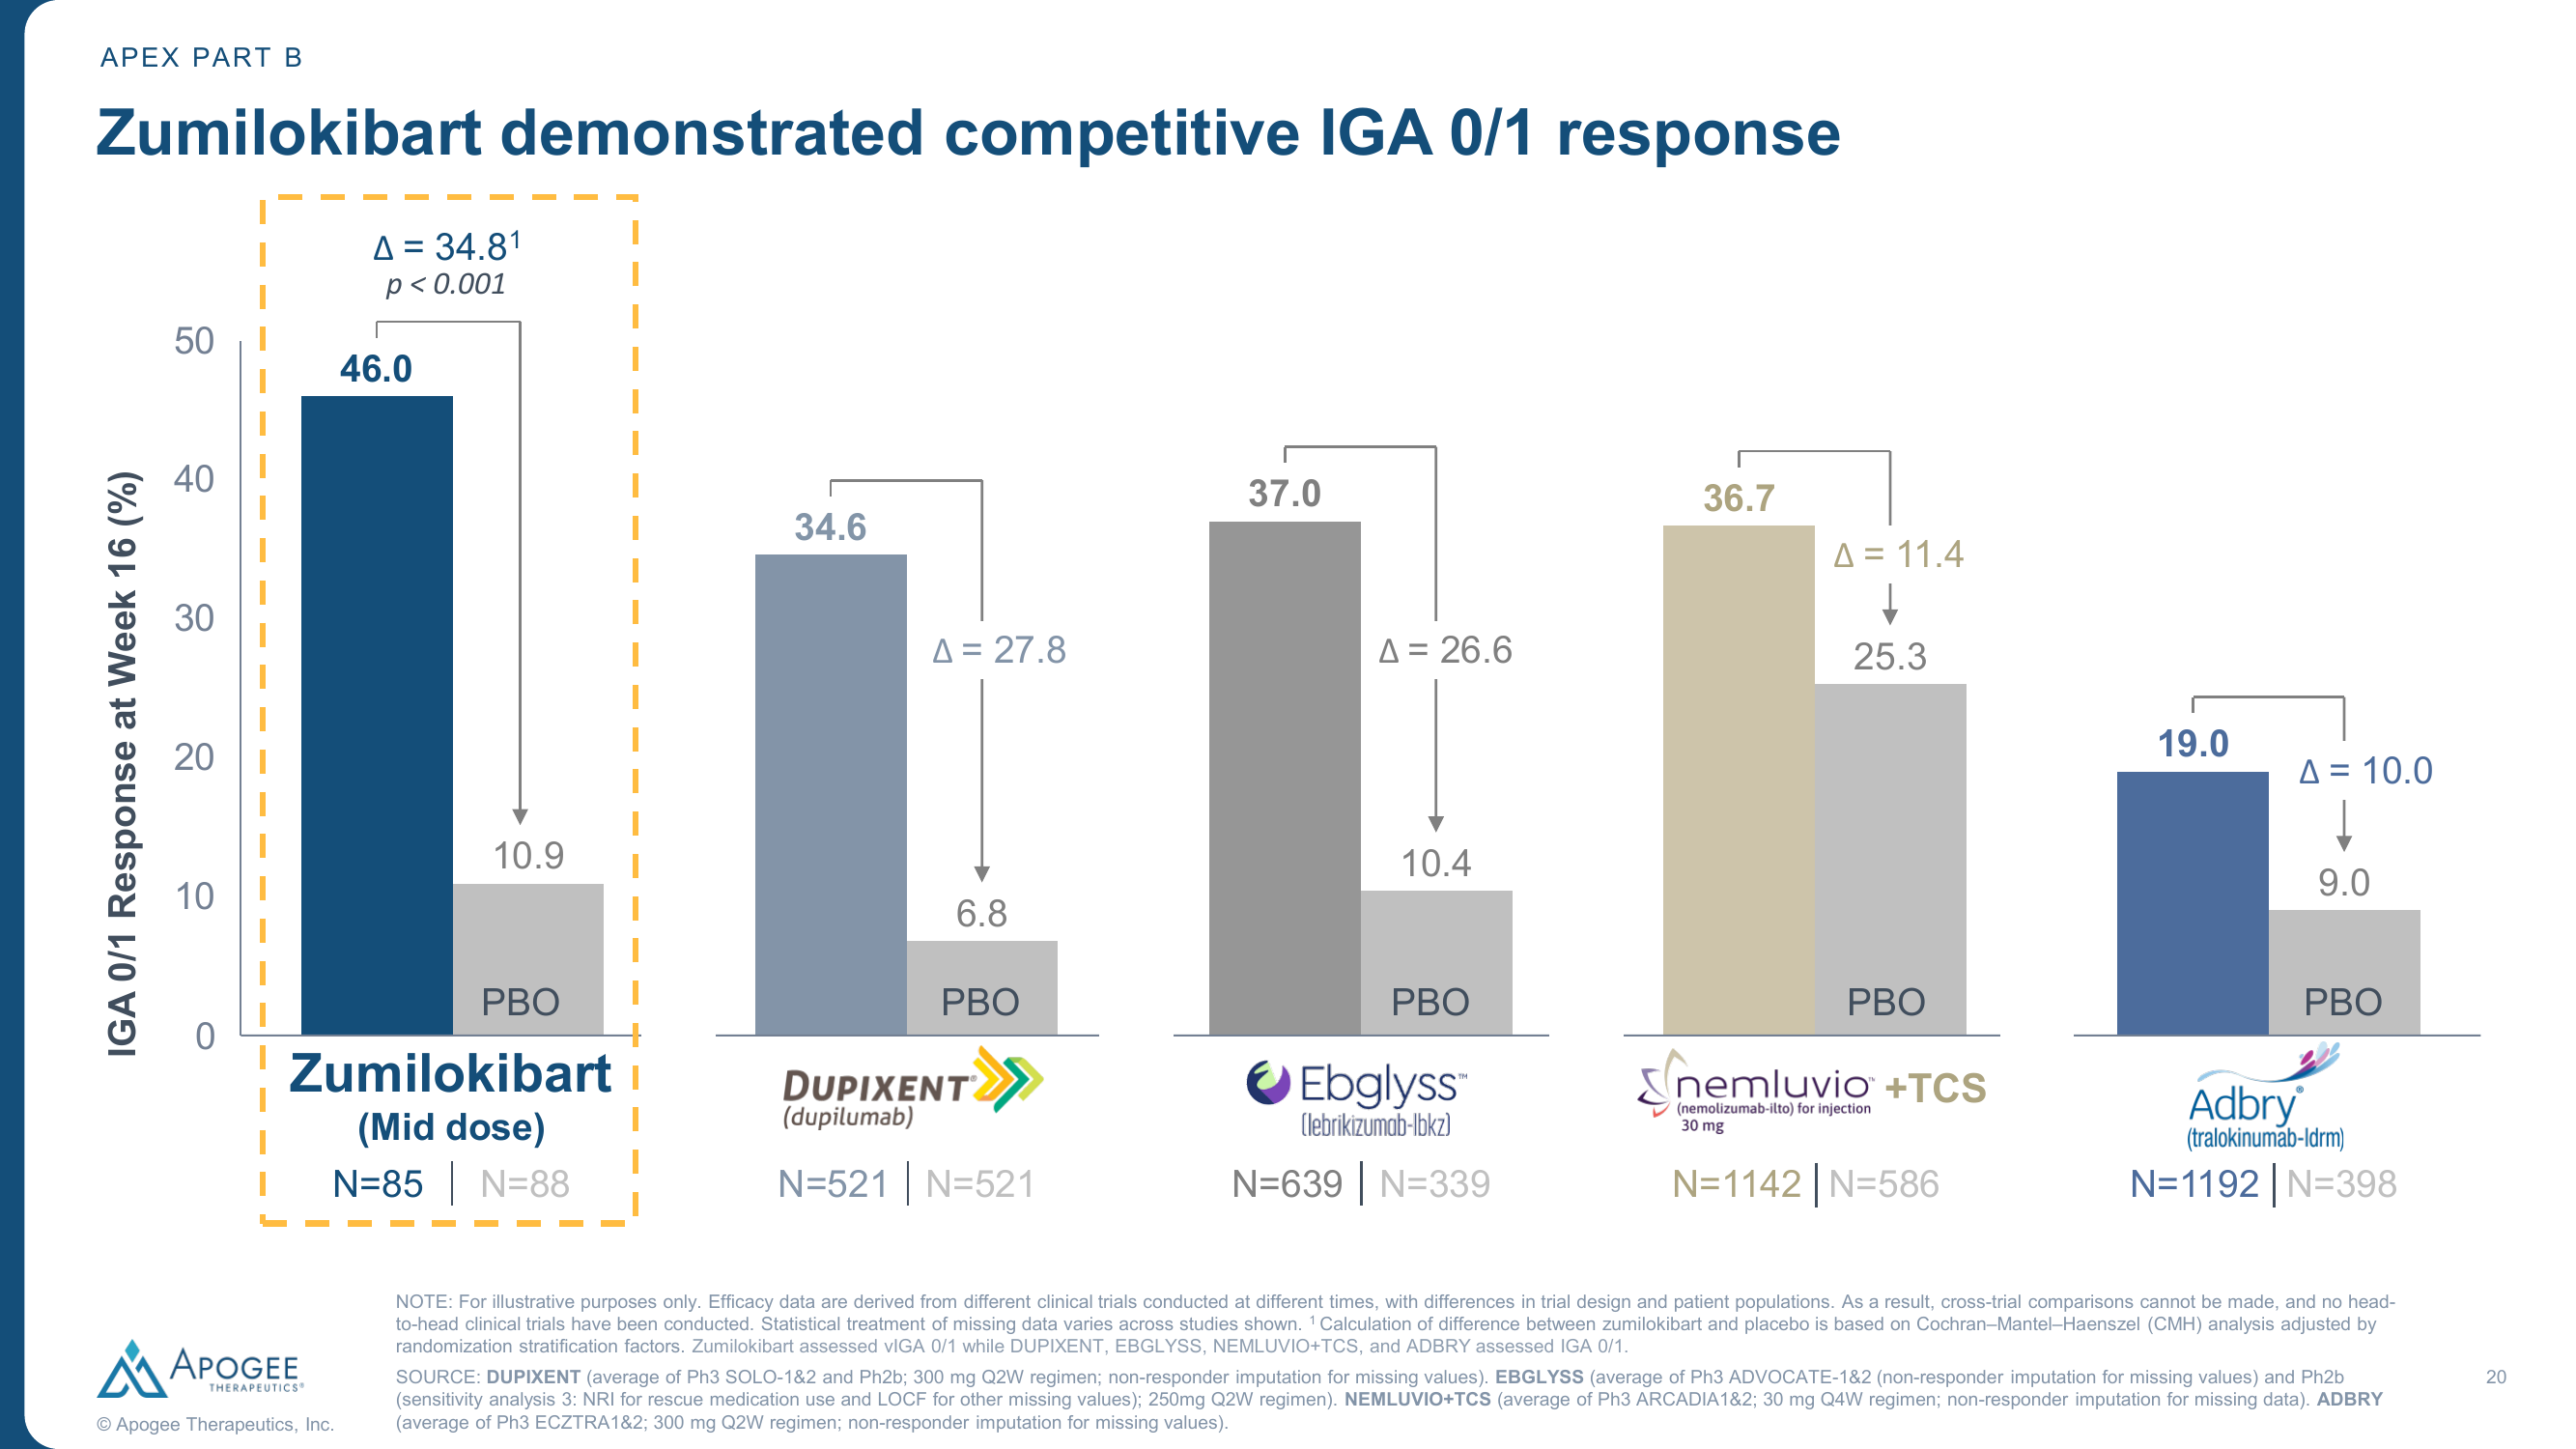 APEX PART B
Zumilokibart demonstrated competitive IGA 0/1 response
Δ = 34.8¹
p < 0.001
IGA 0/1 Response at Week 16 (%)
50
40
30
20
10
0
46.0
10.9
PBO
34.6
Δ = 27.8
6.8
PBO
37.0
Δ = 26.6
10.4
PBO
36.7
Δ = 11.4
25.3
PBO
19.0
Δ = 10.0
9.0
PBO
Zumilokibart
(Mid dose)
N=85 | N=88
DUPIXENT®
(dupilumab)
N=521 | N=521
Ebglyss™
(lebrikizumab-lbkz)
N=639 | N=339
nemluvio™ +TCS
(nemolizumab-ilto) for injection
30 mg
N=1142 | N=586
Adbry®
(tralokinumab-ldrm)
N=1192 | N=398
NOTE: For illustrative purposes only. Efficacy data are derived from different clinical trials conducted at different times, with differences in trial design and patient populations. As a result, cross-trial comparisons cannot be made, and no head-
to-head clinical trials have been conducted. Statistical treatment of missing data varies across studies shown. ¹ Calculation of difference between zumilokibart and placebo is based on Cochran–Mantel–Haenszel (CMH) analysis adjusted by
randomization stratification factors. Zumilokibart assessed vIGA 0/1 while DUPIXENT, EBGLYSS, NEMLUVIO+TCS, and ADBRY assessed IGA 0/1.
SOURCE: DUPIXENT (average of Ph3 SOLO-1&2 and Ph2b; 300 mg Q2W regimen; non-responder imputation for missing values). EBGLYSS (average of Ph3 ADVOCATE-1&2 (non-responder imputation for missing values) and Ph2b
(sensitivity analysis 3: NRI for rescue medication use and LOCF for other missing values); 250mg Q2W regimen). NEMLUVIO+TCS (average of Ph3 ARCADIA1&2; 30 mg Q4W regimen; non-responder imputation for missing data). ADBRY
(average of Ph3 ECZTRA1&2; 300 mg Q2W regimen; non-responder imputation for missing values).
APOGEE
THERAPEUTICS®
© Apogee Therapeutics, Inc.
20